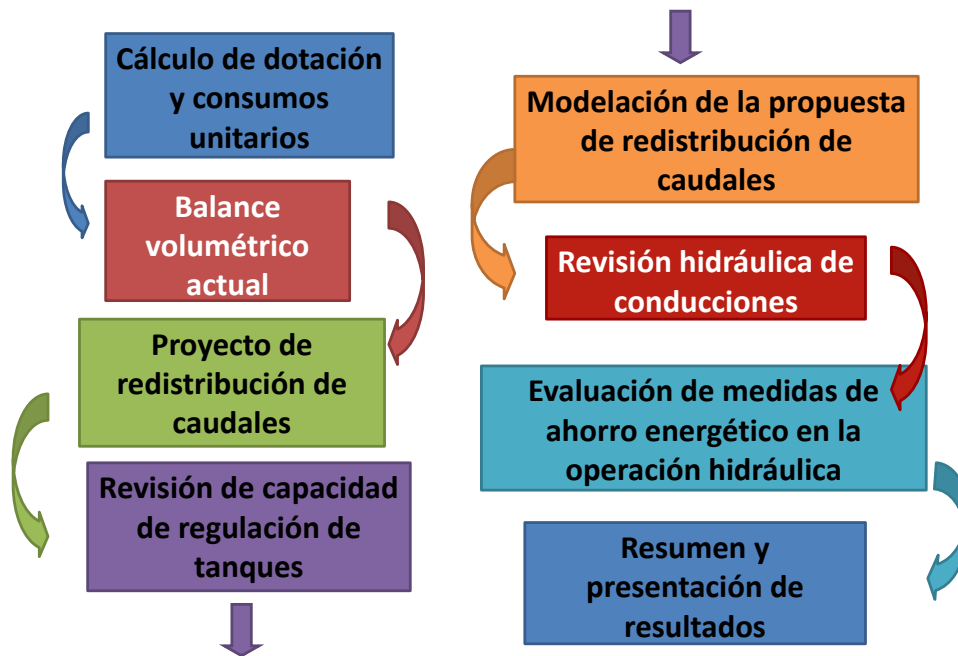 Cálculo de dotación
y consumos
unitarios
Balance
volumétrico
actual
Proyecto de
redistribución de
caudales
Revisión de capacidad
de regulación de
tanques
Modelación de la propuesta
de redistribución de
caudales
Revisión hidráulica de
conducciones
Evaluación de medidas de
ahorro energético en la
operación hidráulica
Resumen y
presentación de
resultados